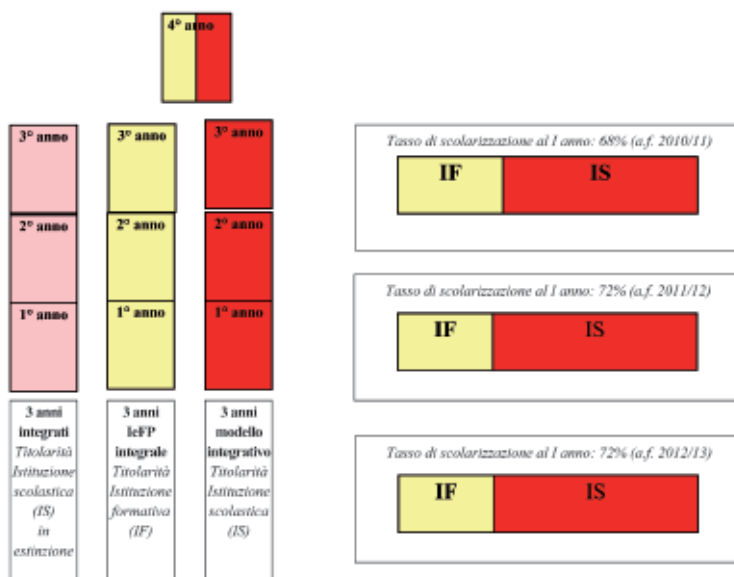 4° anno
3° anno
3° anno
3° anno
2° anno
2° anno
2° anno
1° anno
1° anno
1° anno
3 anni
integrati
Titolarità
Istituzione
scolastica
(IS)
in
estinzione
3 anni
IeFP
integrale
Titolarità
Istituzione
formativa
(IF)
3 anni
modello
integrativo
Titolarità
Istituzione
scolastica
(IS)
Tasso di scolarizzazione al I anno: 68% (a.f. 2010/11)
IF
IS
Tasso di scolarizzazione al I anno: 72% (a.f. 2011/12)
IF
IS
Tasso di scolarizzazione al I anno: 72% (a.f. 2012/13)
IF
IS